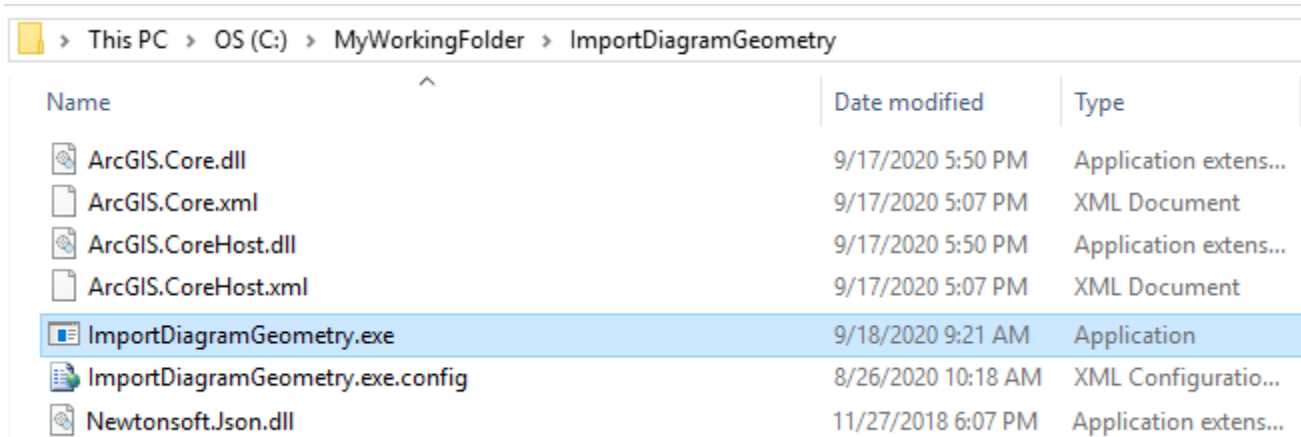 This PC > OS (C:) > MyWorkingFolder > ImportDiagramGeometry
Name Date modified Type
ArcGIS.Core.dll 9/17/2020 5:50 PM Application extens...
ArcGIS.Core.xml 9/17/2020 5:07 PM XML Document
ArcGIS.CoreHost.dll 9/17/2020 5:50 PM Application extens...
ArcGIS.CoreHost.xml 9/17/2020 5:07 PM XML Document
ImportDiagramGeometry.exe 9/18/2020 9:21 AM Application
ImportDiagramGeometry.exe.config 8/26/2020 10:18 AM XML Configuratio...
Newtonsoft.Json.dll 11/27/2018 6:07 PM Application extens...